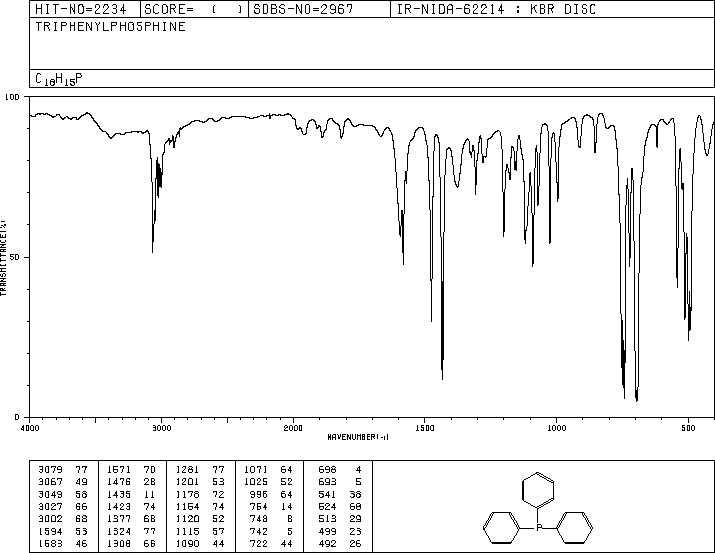 HIT-NO=2234 SCORE= ( ) SDBS-NO=2967 IR-NIDA-62214 : KBR DISC
TRIPHENYLPHOSPHINE
C18H15P
100
TRANSMITTANCE(%)
50
0
4000 3000 2000 1500 1000 500
WAVENUMBER(-1)
3079 77 1571 70 1281 77 1071 64 698 4
3067 49 1476 28 1201 53 1025 52 693 5
3049 58 1435 11 1178 72 996 64 541 38
3027 66 1423 74 1154 74 754 14 524 68
3002 68 1377 68 1120 52 748 8 513 29
1594 53 1324 77 1115 57 742 5 499 23
1583 46 1308 68 1090 44 722 44 492 26
P